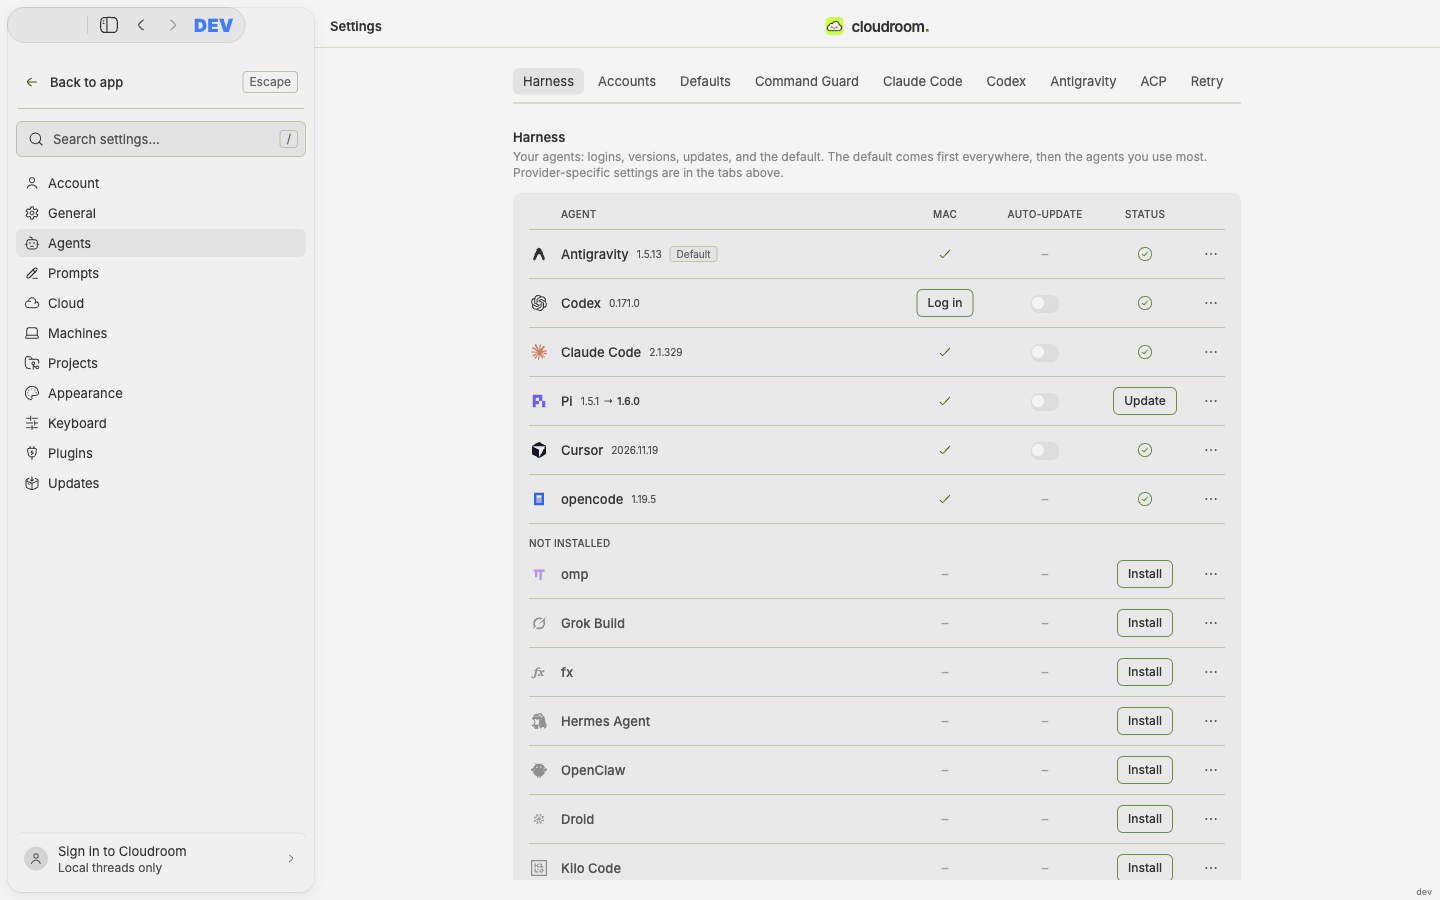 DEV
Settings
cloudroom.
Back to app
Escape
Search settings...
/
Account
General
Agents
Prompts
Cloud
Machines
Projects
Appearance
Keyboard
Plugins
Updates
Sign in to Cloudroom
Local threads only
Harness Accounts Defaults Command Guard Claude Code Codex Antigravity ACP Retry
Harness
Your agents: logins, versions, updates, and the default. The default comes first everywhere, then the agents you use most.
Provider-specific settings are in the tabs above.
AGENT MAC AUTO-UPDATE STATUS
Antigravity 1.5.13 Default –
Codex 0.171.0 Log in
Claude Code 2.1.329
Pi 1.5.1 → 1.6.0 Update
Cursor 2026.11.19
opencode 1.19.5 –
NOT INSTALLED
omp – – Install
Grok Build – – Install
fx – – Install
Hermes Agent – – Install
OpenClaw – – Install
Droid – – Install
Kilo Code – – Install
dev